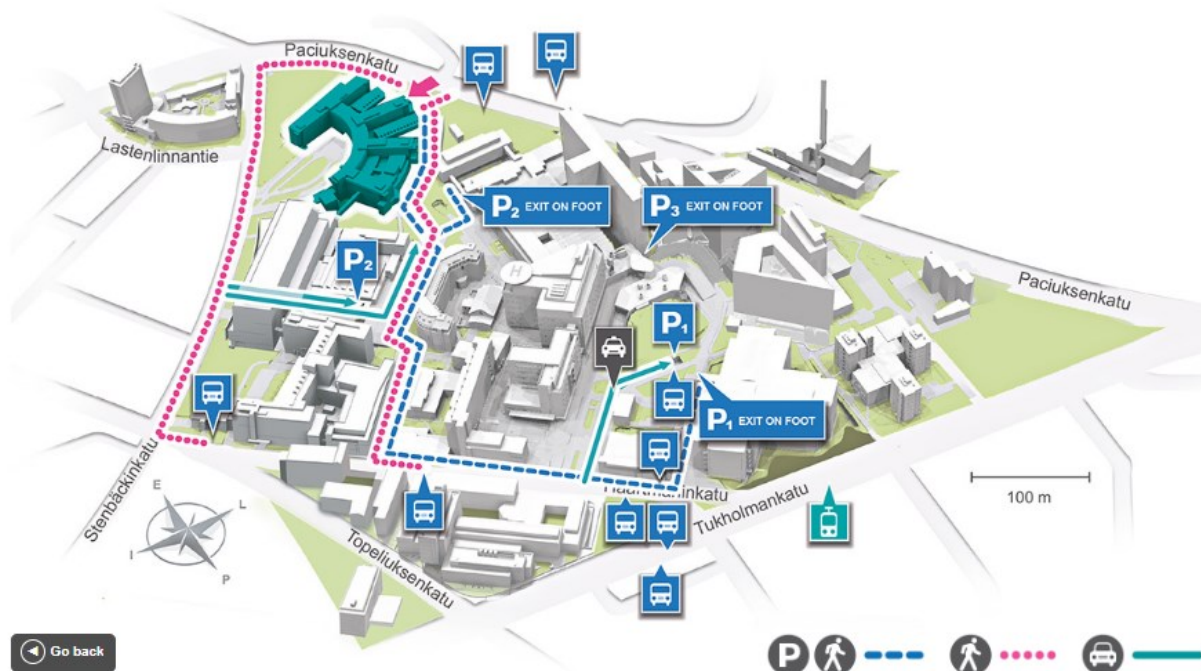 Paciuksenkatu
Lastenlinnantie
P2 EXIT ON FOOT
P3 EXIT ON FOOT
H
P2
Paciuksenkatu
P1
P1 EXIT ON FOOT
Stenbäckinkatu
E
L
I
P
Haartmaninkatu
Tukholmankatu
100 m
Topeliuksenkatu
Go back
P